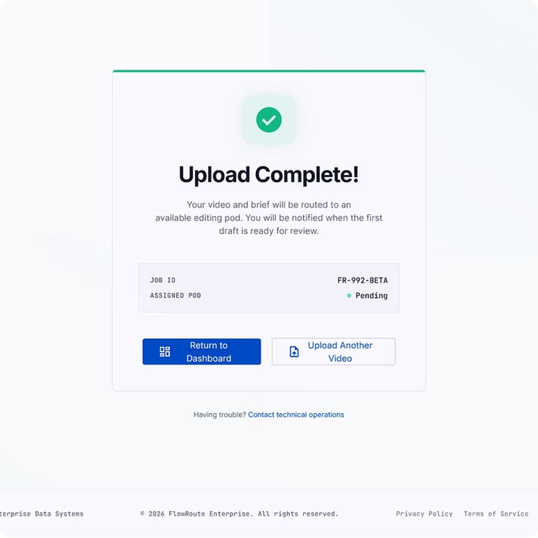 Upload Complete!
Your video and brief will be routed to an
available editing pod. You will be notified when the first
draft is ready for review.
JOB ID FR-992-BETA
ASSIGNED POD Pending
Return to
Dashboard
Upload Another
Video
Having trouble? Contact technical operations
terprise Data Systems © 2026 FlowRoute Enterprise. All rights reserved. Privacy Policy Terms of Service